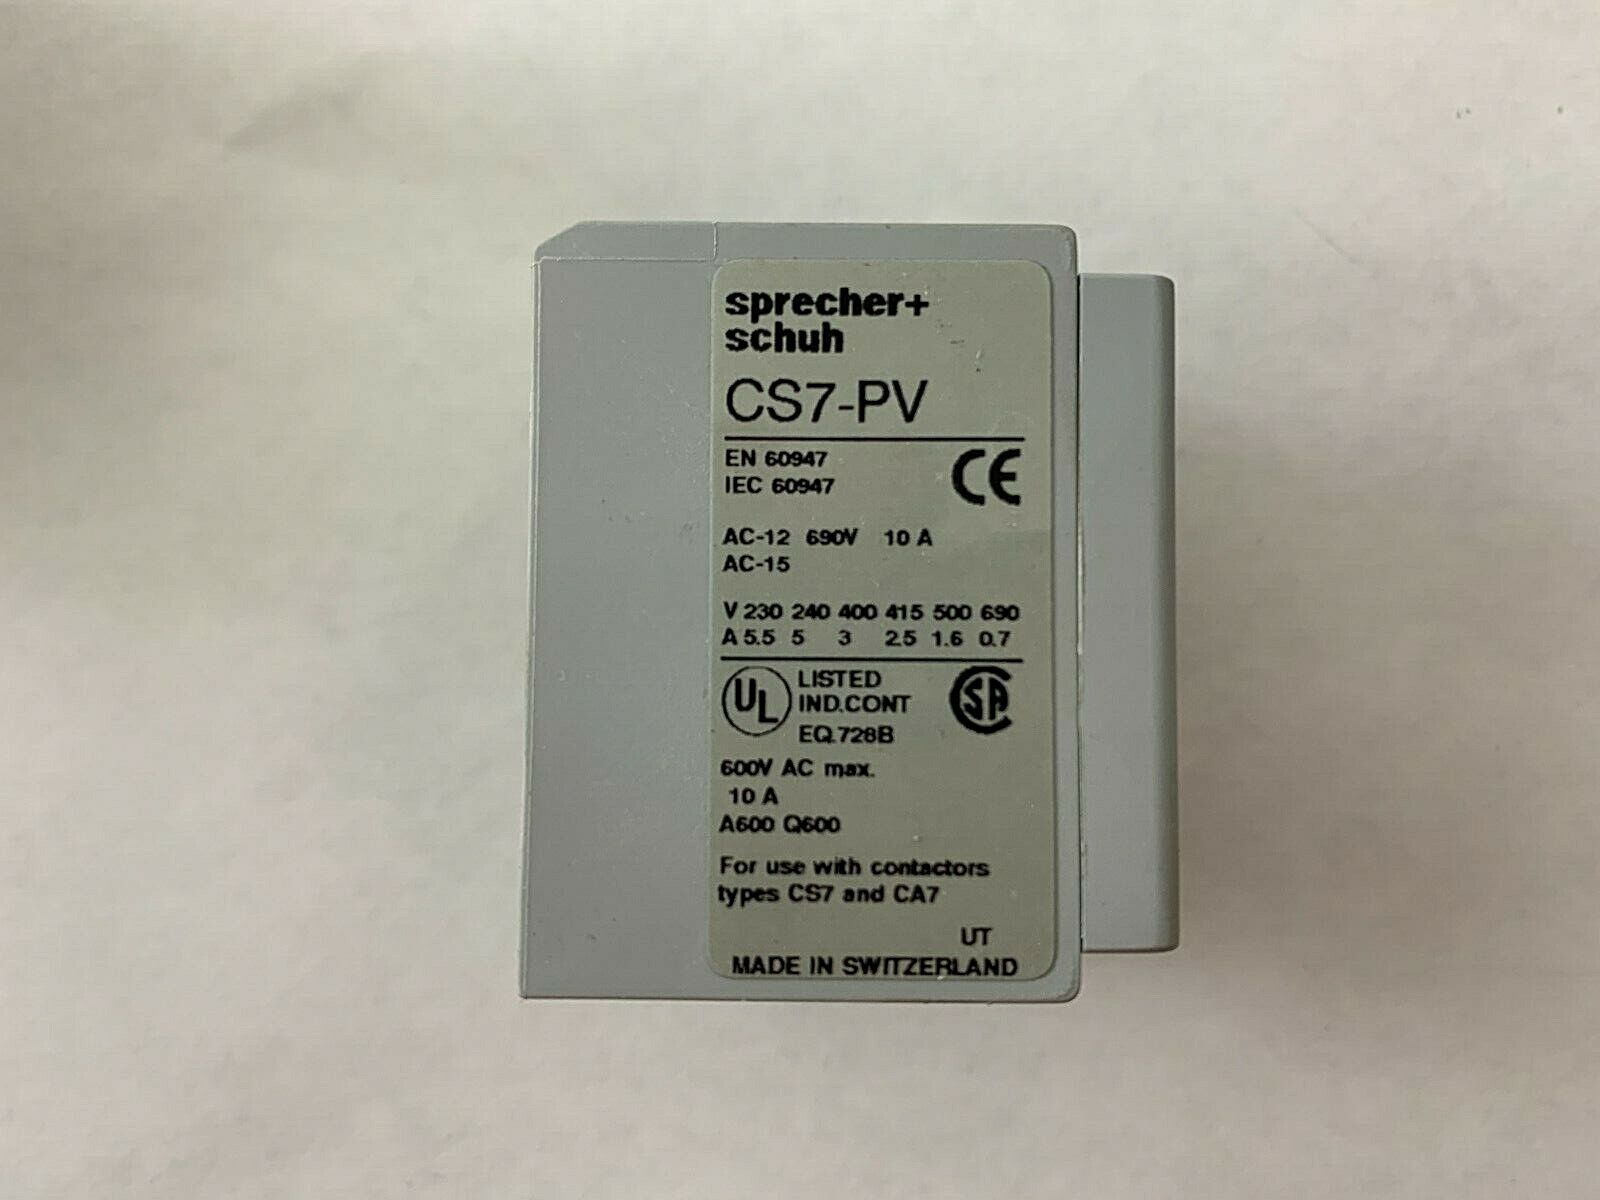 sprecher+
schuh
CS7-PV
EN 60947
IEC 60947
CE
AC-12 690V 10 A
AC-15
V 230 240 400 415 500 690
A 5.5 5 3 2.5 1.6 0.7
UL LISTED
IND.CONT
EQ.728B
SA
600V AC max.
10 A
A600 Q600
For use with contactors
types CS7 and CA7
UT
MADE IN SWITZERLAND